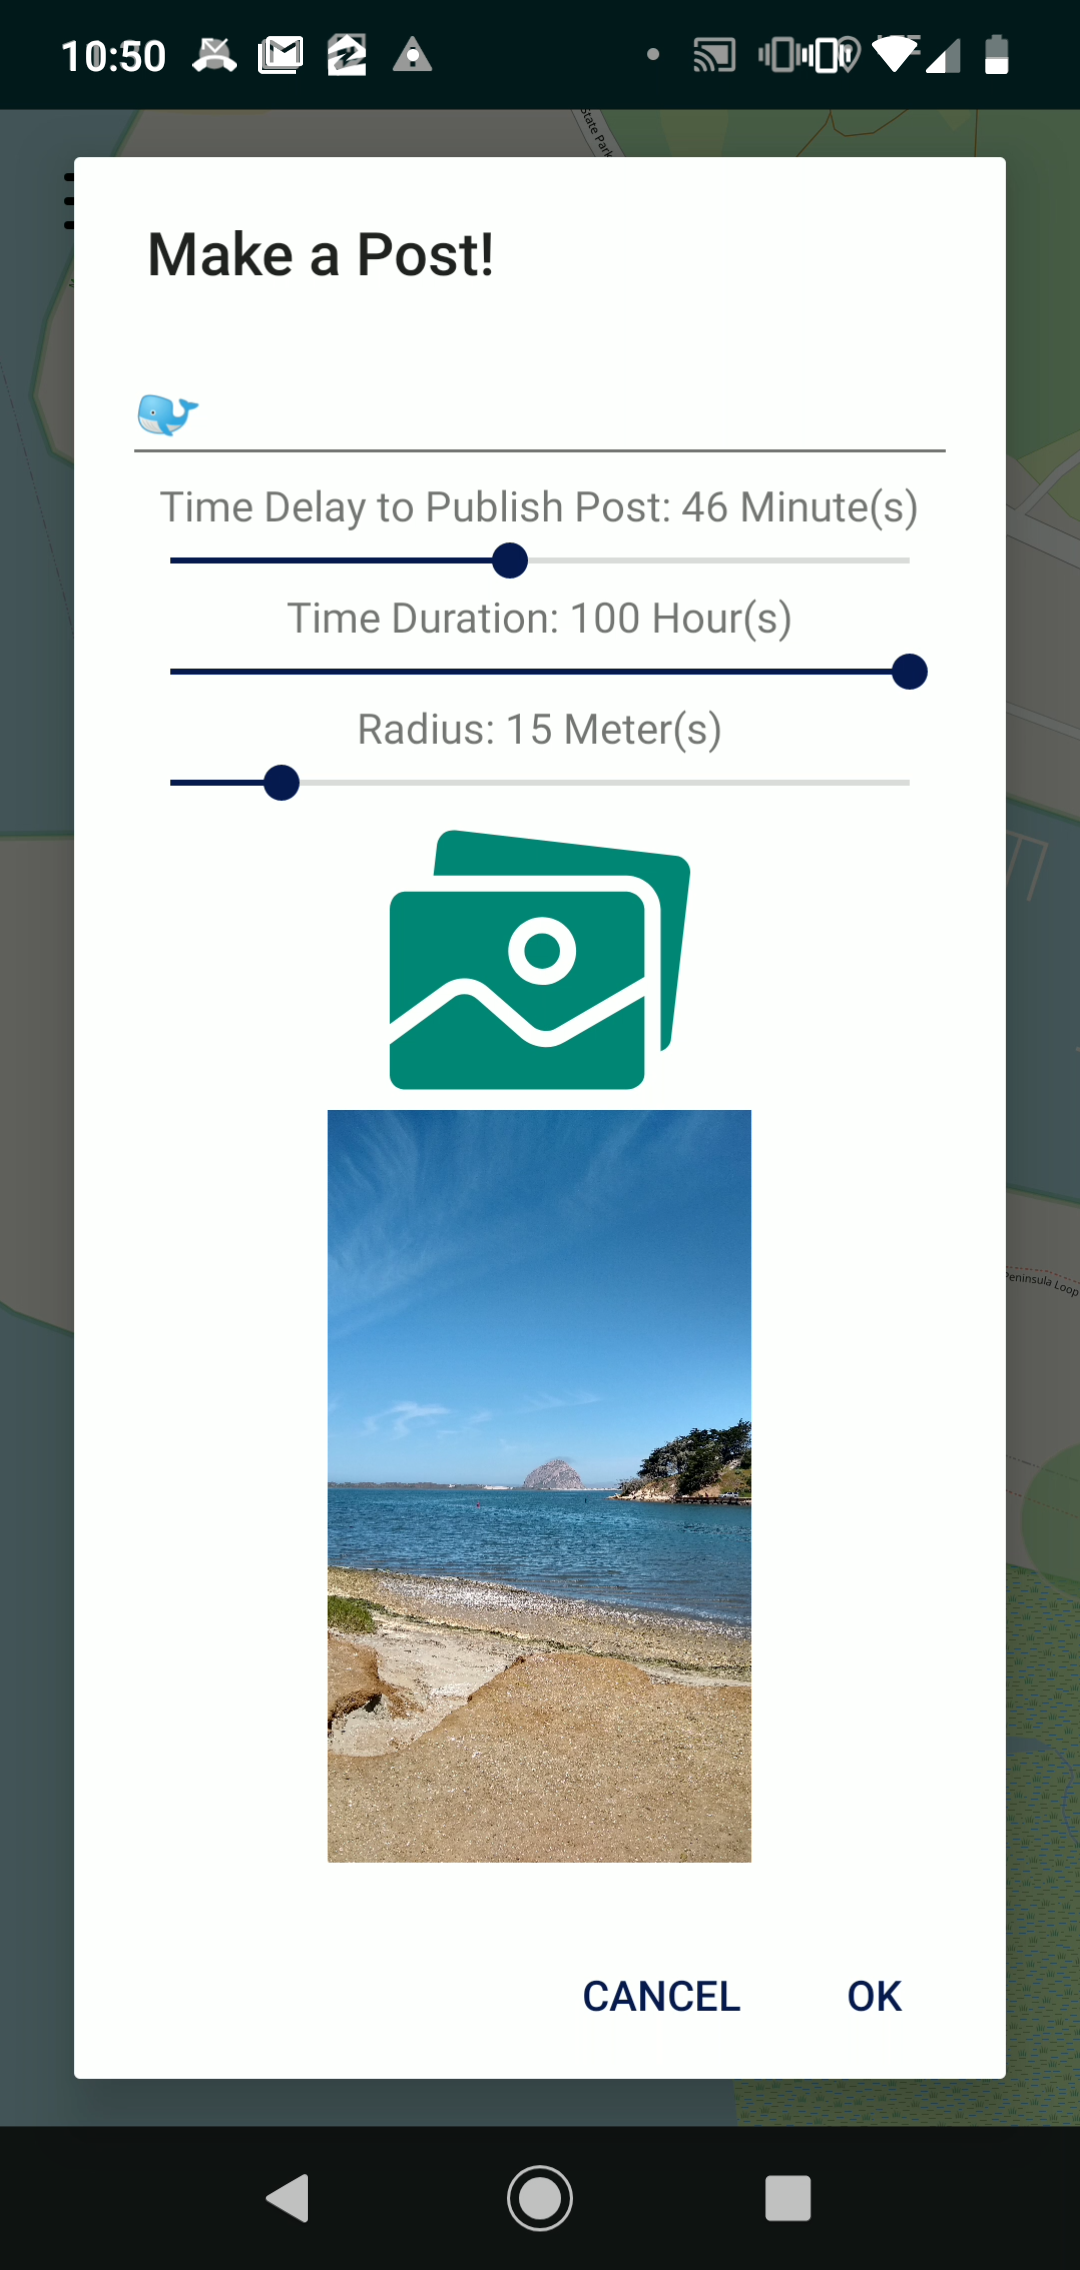 10:50
State Park
Make a Post!
🐳
Time Delay to Publish Post: 46 Minute(s)
Time Duration: 100 Hour(s)
Radius: 15 Meter(s)
Peninsula Loop
CANCEL
OK